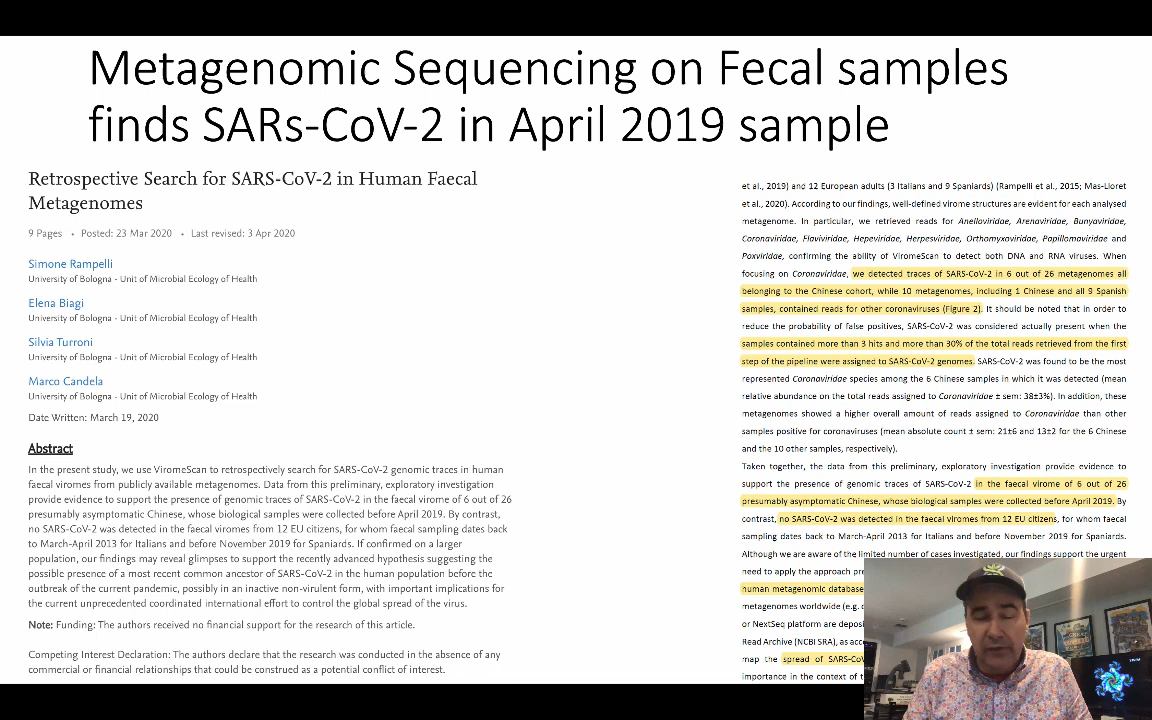 Metagenomic Sequencing on Fecal samples
finds SARs-CoV-2 in April 2019 sample
Retrospective Search for SARS-CoV-2 in Human Faecal
Metagenomes
9 Pages • Posted: 23 Mar 2020 • Last revised: 3 Apr 2020
Simone Rampelli
University of Bologna - Unit of Microbial Ecology of Health
Elena Biagi
University of Bologna - Unit of Microbial Ecology of Health
Silvia Turroni
University of Bologna - Unit of Microbial Ecology of Health
Marco Candela
University of Bologna - Unit of Microbial Ecology of Health
Date Written: March 19, 2020
Abstract
In the present study, we use ViromeScan to retrospectively search for SARS-CoV-2 genomic traces in human
faecal viromes from publicly available metagenomes. Data from this preliminary, exploratory investigation
provide evidence to support the presence of genomic traces of SARS-CoV-2 in the faecal virome of 6 out of 26
presumably asymptomatic Chinese, whose biological samples were collected before April 2019. By contrast,
no SARS-CoV-2 was detected in the faecal viromes from 12 EU citizens, for whom faecal sampling dates back
to March-April 2013 for Italians and before November 2019 for Spaniards. If confirmed on a larger
population, our findings may reveal glimpses to support the recently advanced hypothesis suggesting the
possible presence of a most recent common ancestor of SARS-CoV-2 in the human population before the
outbreak of the current pandemic, possibly in an inactive non-virulent form, with important implications for
the current unprecedented coordinated international effort to control the global spread of the virus.
Note: Funding: The authors received no financial support for the research of this article.
Competing Interest Declaration: The authors declare that the research was conducted in the absence of any
commercial or financial relationships that could be construed as a potential conflict of interest.
et al., 2019) and 12 European adults (3 Italians and 9 Spaniards) (Rampelli et al., 2015; Mas-Lloret
et al., 2020). According to our findings, well-defined virome structures are evident for each analysed
metagenome. In particular, we retrieved reads for Anelloviridae, Arenaviridae, Bunyaviridae,
Coronaviridae, Flaviviridae, Hepeviridae, Herpesviridae, Orthomyxoviridae, Papillomaviridae and
Poxviridae, confirming the ability of ViromeScan to detect both DNA and RNA viruses. When
focusing on Coronaviridae, we detected traces of SARS-CoV-2 in 6 out of 26 metagenomes all
belonging to the Chinese cohort, while 10 metagenomes, including 1 Chinese and all 9 Spanish
samples, contained reads for other coronaviruses (Figure 2). It should be noted that in order to
reduce the probability of false positives, SARS-CoV-2 was considered actually present when the
samples contained more than 3 hits and more than 30% of the total reads retrieved from the first
step of the pipeline were assigned to SARS-CoV-2 genomes. SARS-CoV-2 was found to be the most
represented Coronaviridae species among the 6 Chinese samples in which it was detected (mean
relative abundance on the total reads assigned to Coronaviridae ± sem: 38±3%). In addition, these
metagenomes showed a higher overall amount of reads assigned to Coronaviridae than other
samples positive for coronaviruses (mean absolute count ± sem: 21±6 and 13±2 for the 6 Chinese
and the 10 other samples, respectively).
Taken together, the data from this preliminary, exploratory investigation provide evidence to
support the presence of genomic traces of SARS-CoV-2 in the faecal virome of 6 out of 26
presumably asymptomatic Chinese, whose biological samples were collected before April 2019. By
contrast, no SARS-CoV-2 was detected in the faecal viromes from 12 EU citizens, for whom faecal
sampling dates back to March-April 2013 for Italians and before November 2019 for Spaniards.
Although we are aware of the limited number of cases investigated, our findings support the urgent
need to apply the approach pre
human metagenomic database
metagenomes worldwide (e.g.
or NextSeq platform are depos
Read Archive (NCBI SRA), as acc
map the spread of SARS-CoV
importance in the context of t